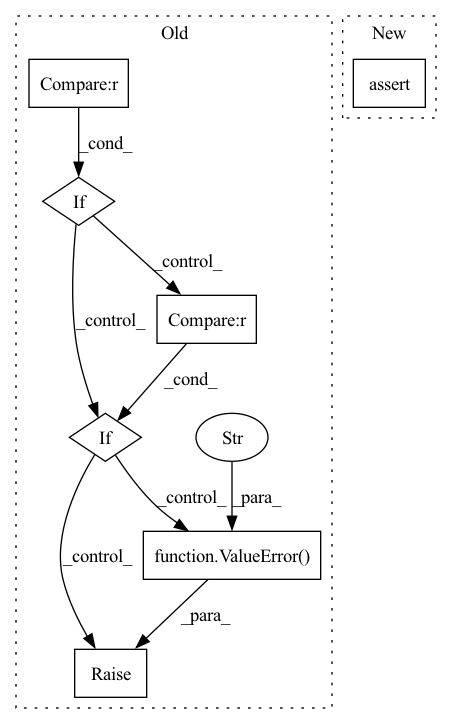 Old
New
Compare:r
assert
_cond_
If
_control_
_control_
Compare:r
_cond_
If
Str
_control_
_para_
_control_
function.ValueError()
_para_
Raise